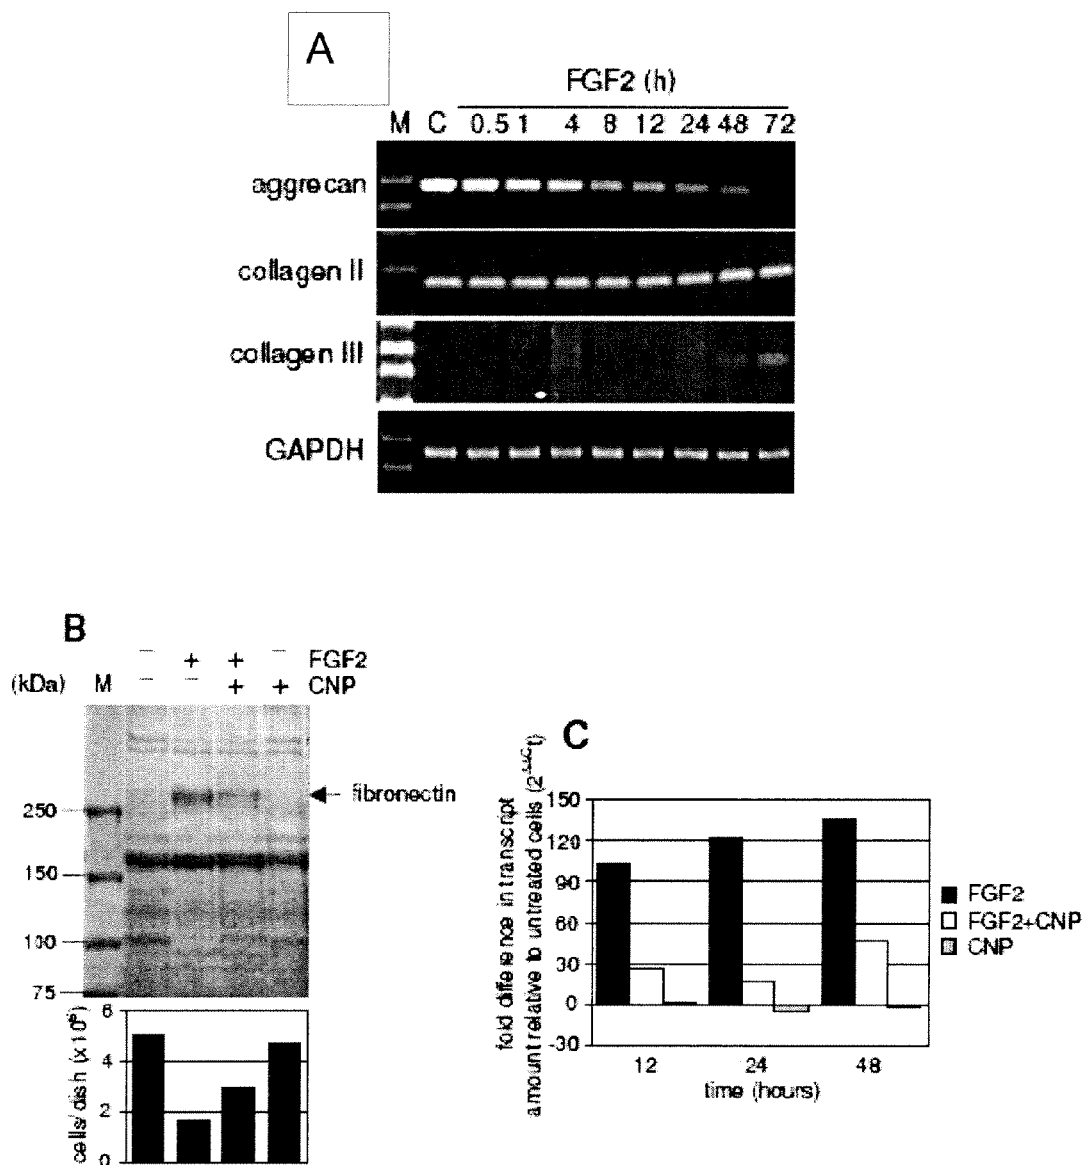 A
FGF2 (h)
M C 0.5 1 4 8 12 24 48 72
aggrecan
collagen II
collagen III
GAPDH
B
– + + – FGF2
(kDa) M – – + + CNP
fibronectin
250
150
100
75
cells/dish (x10
6
4
2
0
C
fold difference in transcript
amount relative to untreated cells (2
150
120
90
60
30
0
-30
12 24 48
time (hours)
FGF2
FGF2+CNP
CNP